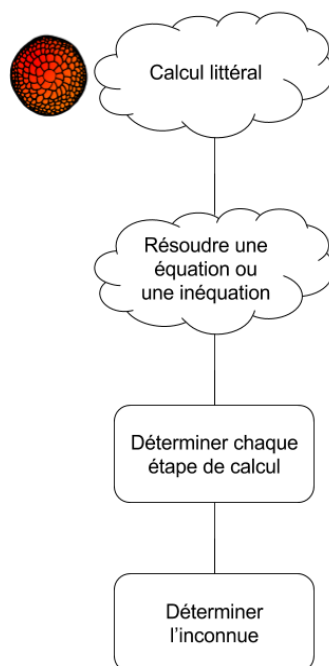 Calcul littéral
Résoudre une
équation ou
une inéquation
Déterminer chaque
étape de calcul
Déterminer
l'inconnue